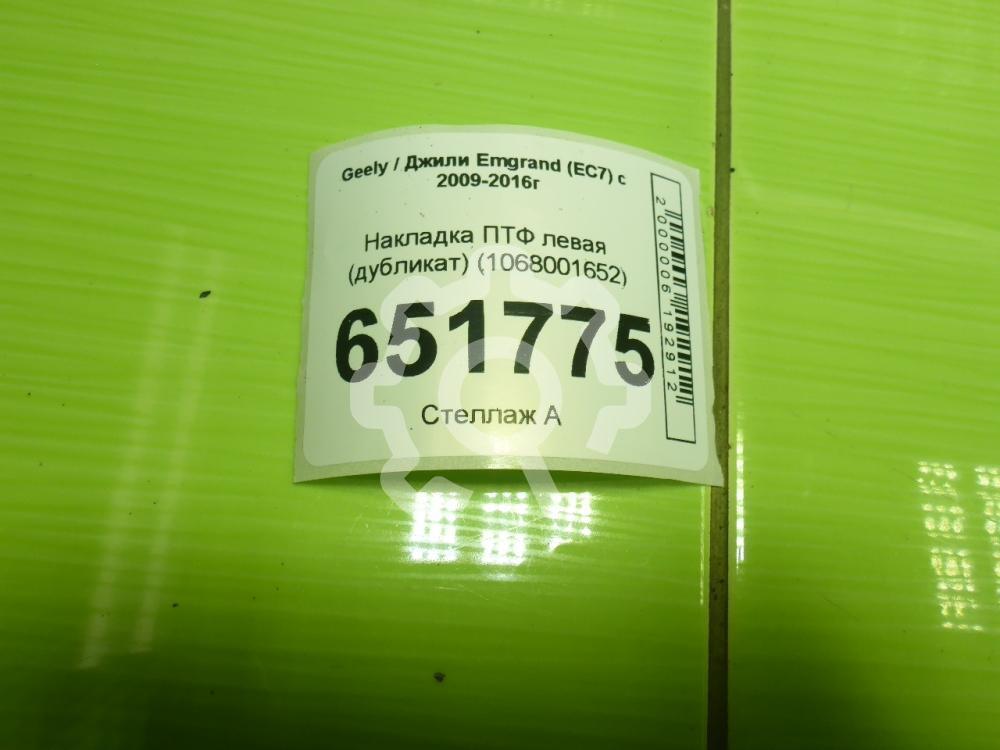 Geely / Джили Emgrand (EC7) с
2009-2016г
Накладка ПТФ левая
(дубликат) (1068001652)
651775
Стеллаж А
2000006192912